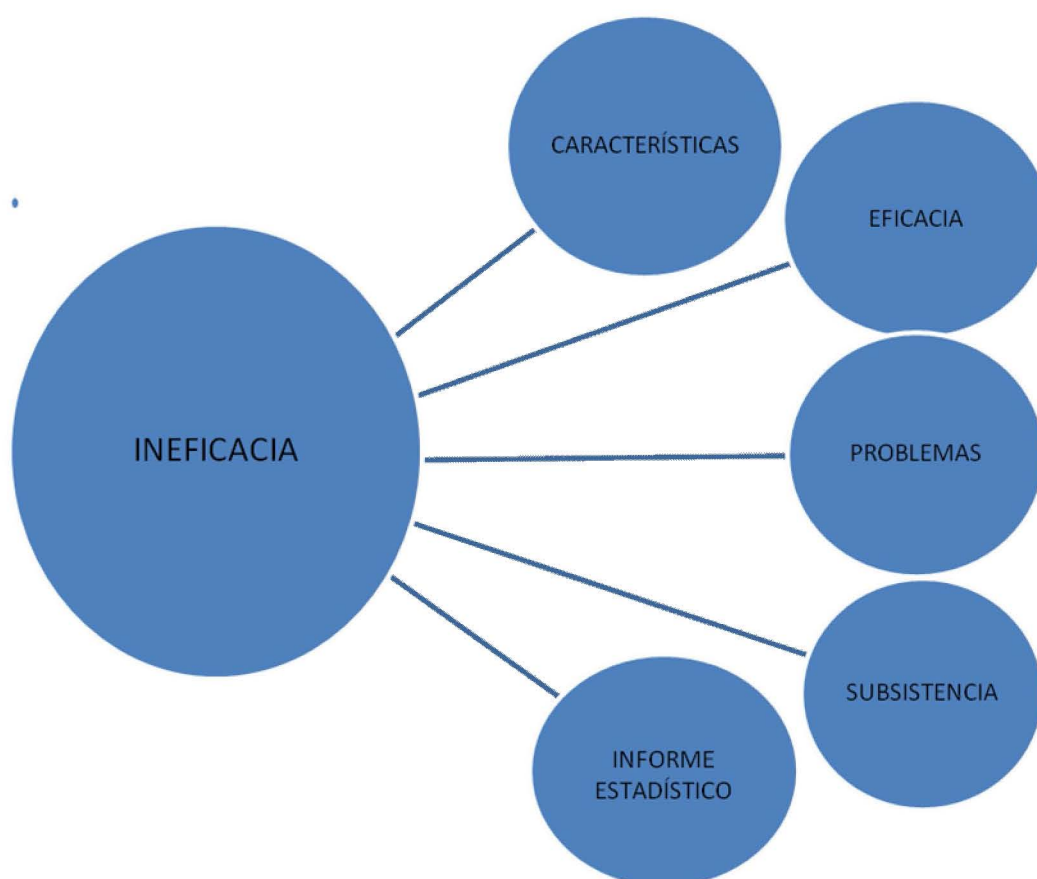 CARACTERÍSTICAS
EFICACIA
INEFICACIA
PROBLEMAS
SUBSISTENCIA
INFORME
ESTADÍSTICO